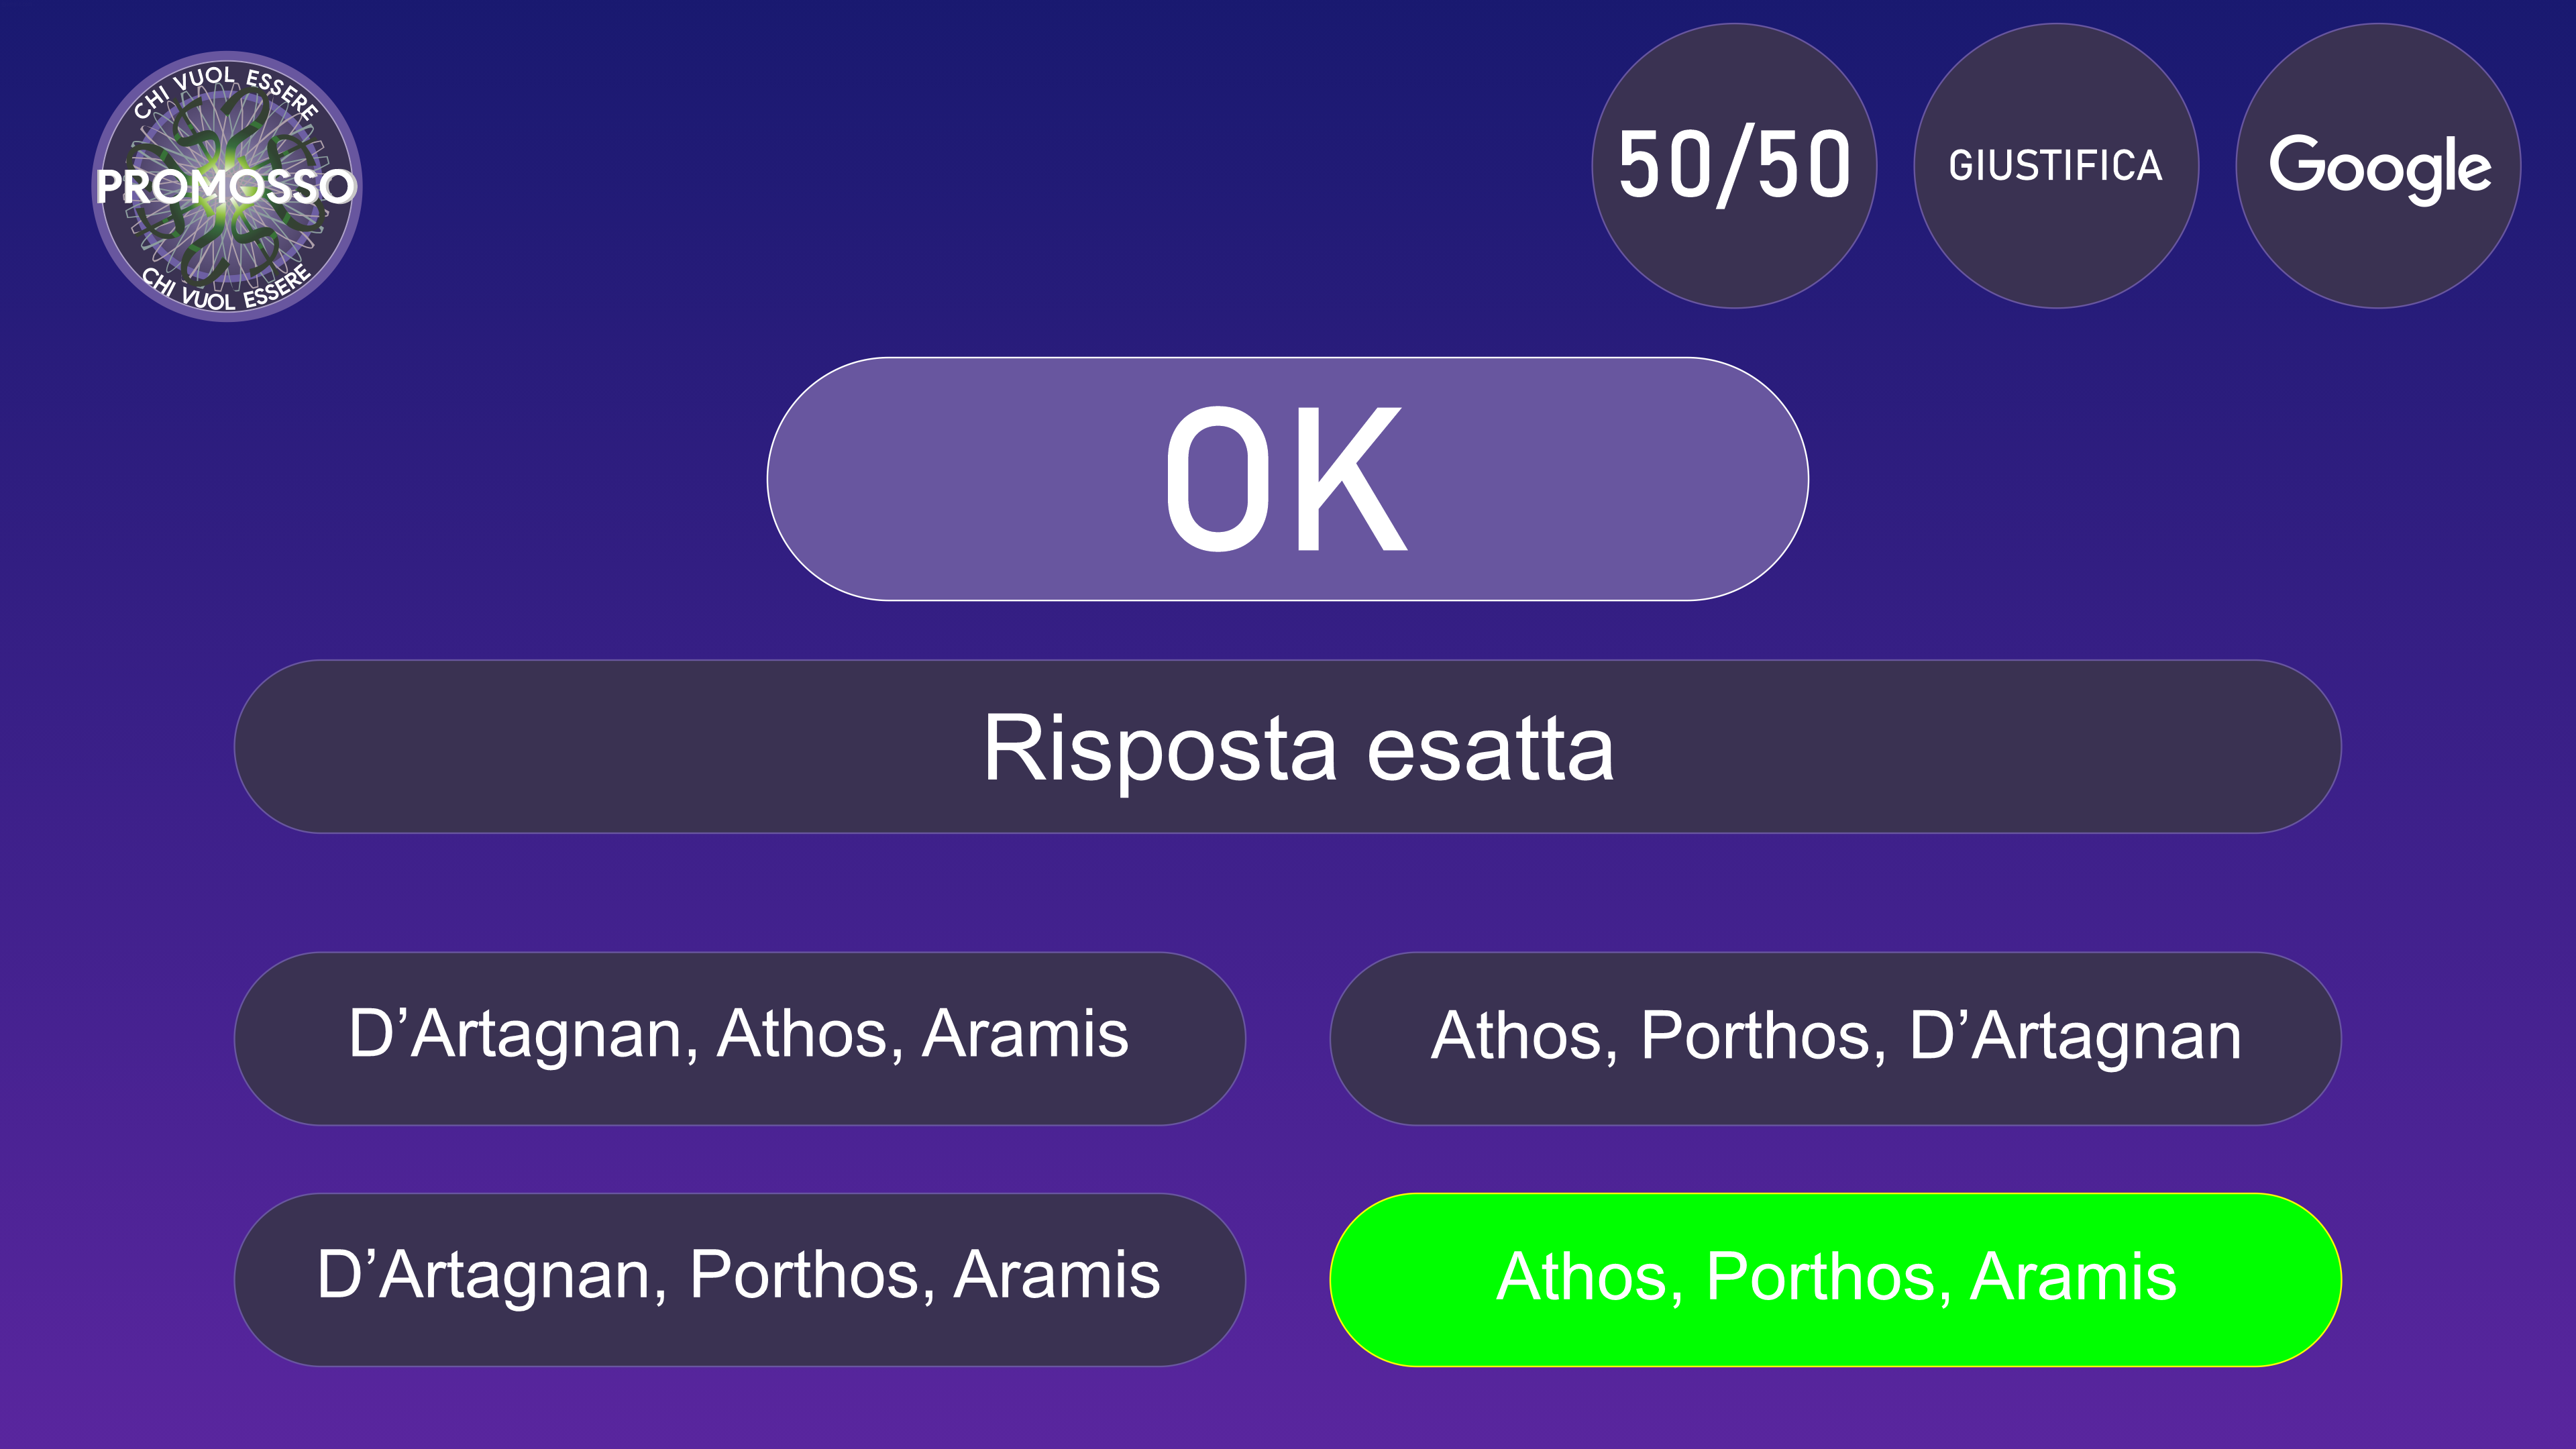 CHI VUOL ESSERE
PROMOSSO
CHI VUOL ESSERE
50/50
GIUSTIFICA
Google
OK
Risposta esatta
D’Artagnan, Athos, Aramis
Athos, Porthos, D’Artagnan
D’Artagnan, Porthos, Aramis
Athos, Porthos, Aramis